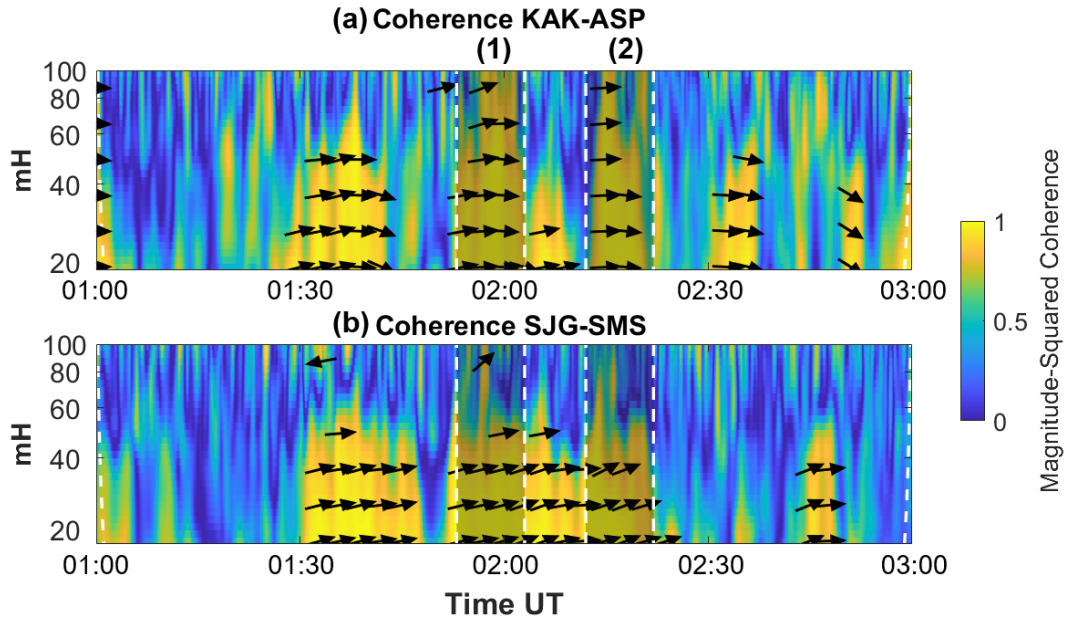 (a) Coherence KAK-ASP
(1) (2)
100
80
60
40
20
mH
01:00 01:30 02:00 02:30 03:00
(b) Coherence SJG-SMS
100
80
60
40
20
mH
01:00 01:30 02:00 02:30 03:00
Time UT
1
0.5
0
Magnitude-Squared Coherence